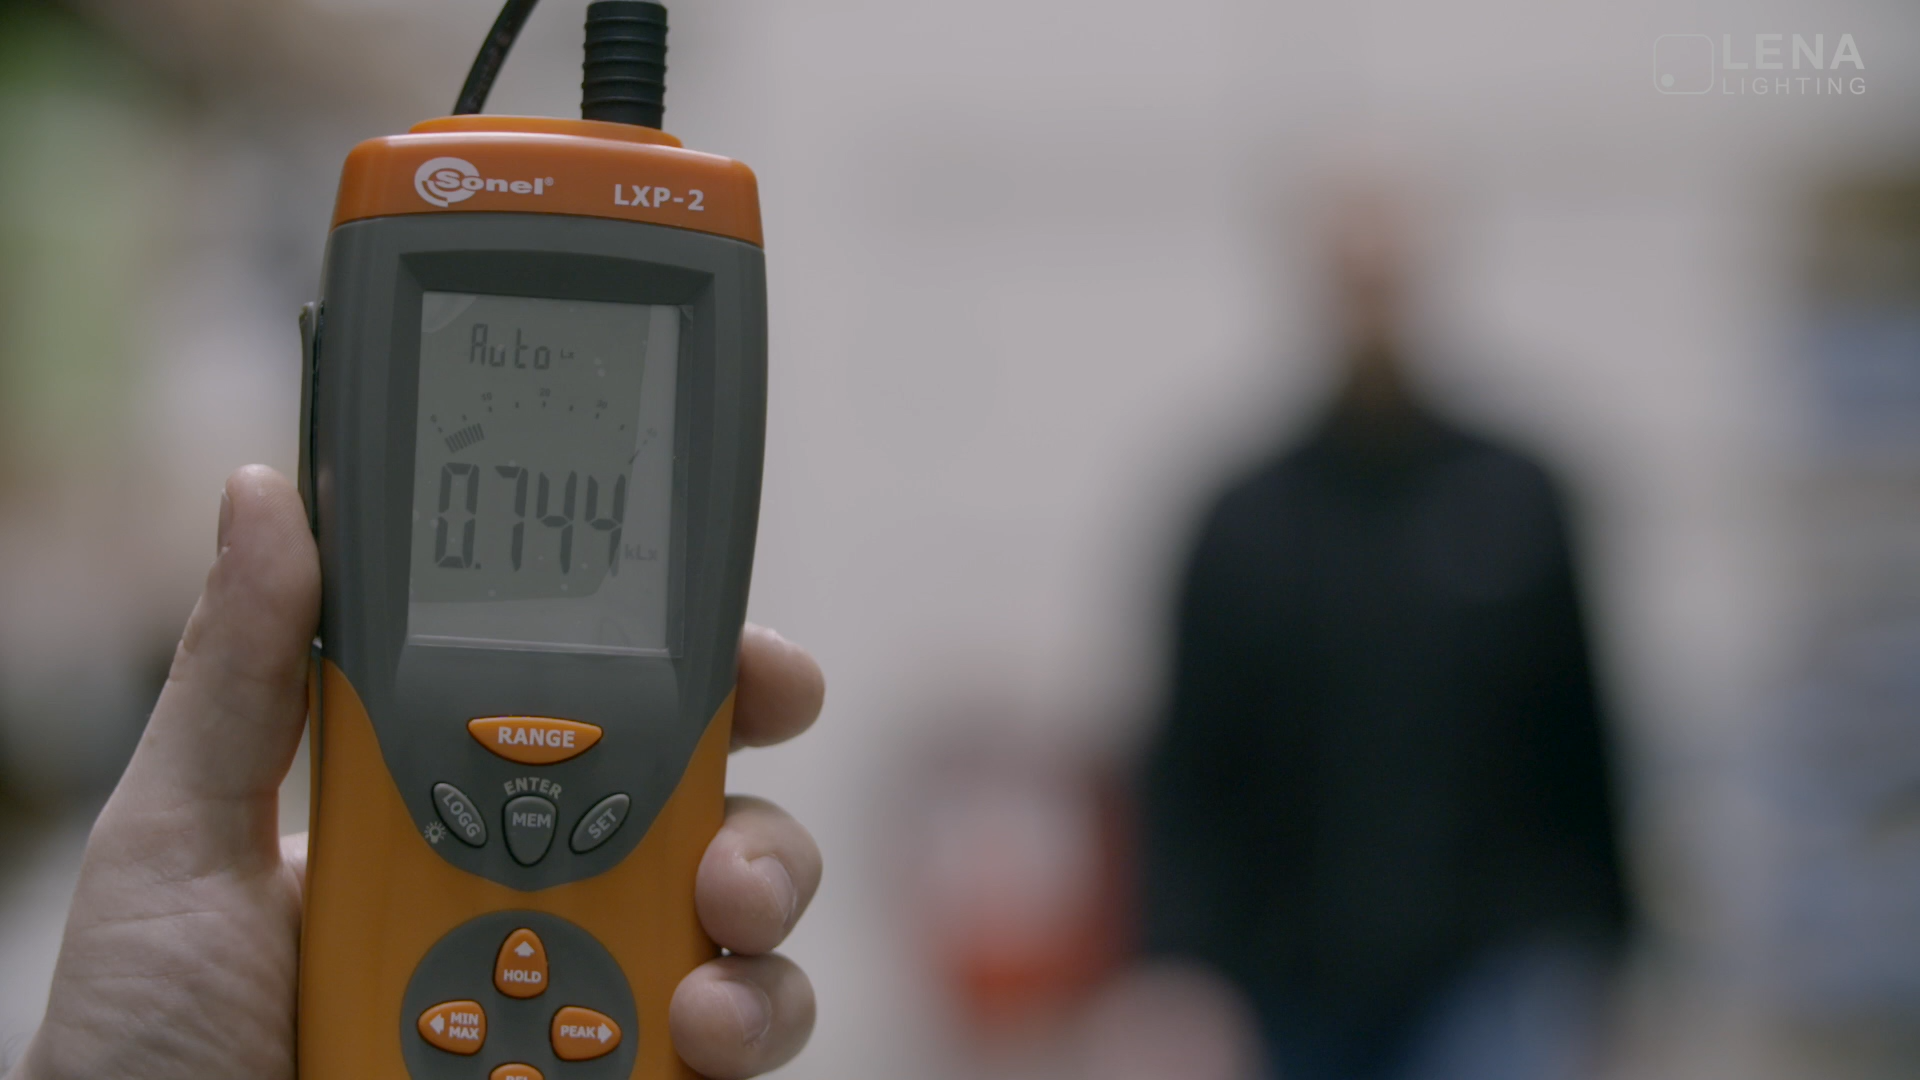 LENA
LIGHTING
Sonel®
LXP-2
Auto
0.744
kLx
RANGE
ENTER
LOGG
MEM
SET
HOLD
MIN
MAX
PEAK